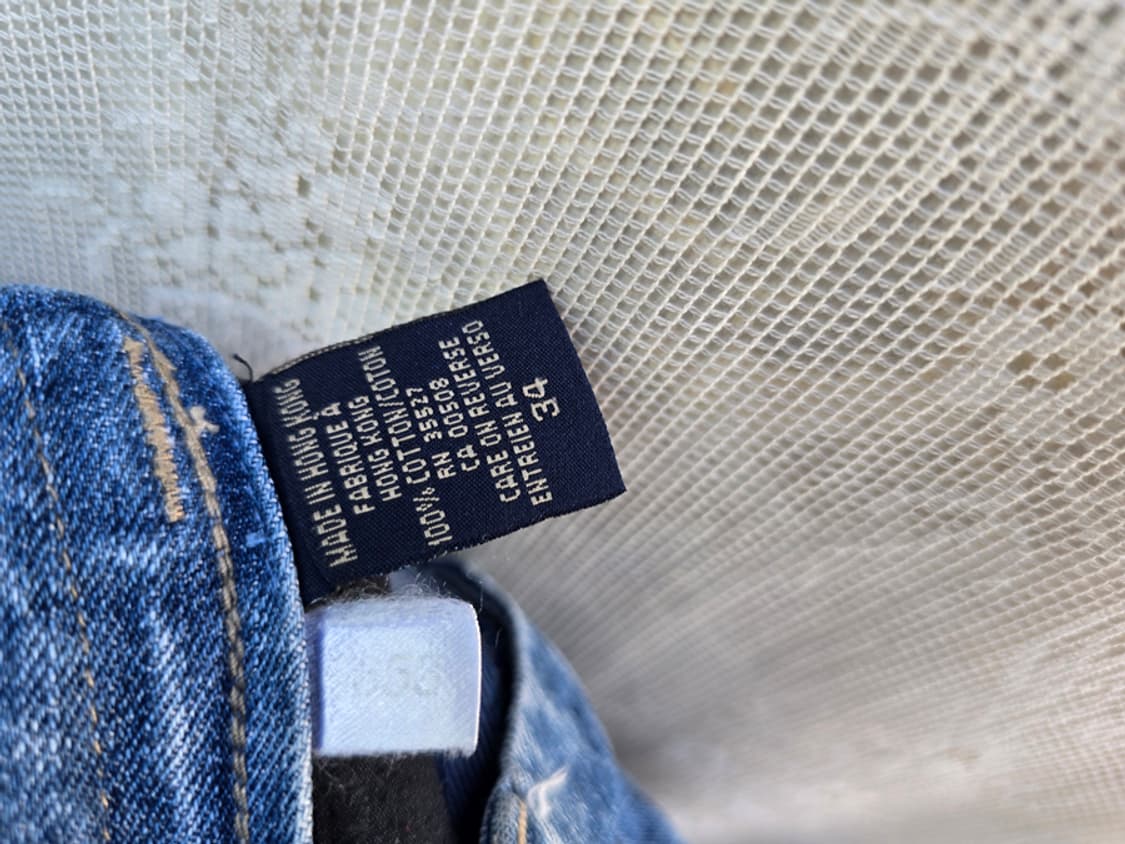 MADE IN HONG KONG
FABRIQUE A
HONG KONG
100% COTTON/COTON
RN 35527
CA 00508
CARE ON REVERSE
ENTREIEN AU VERSO
34